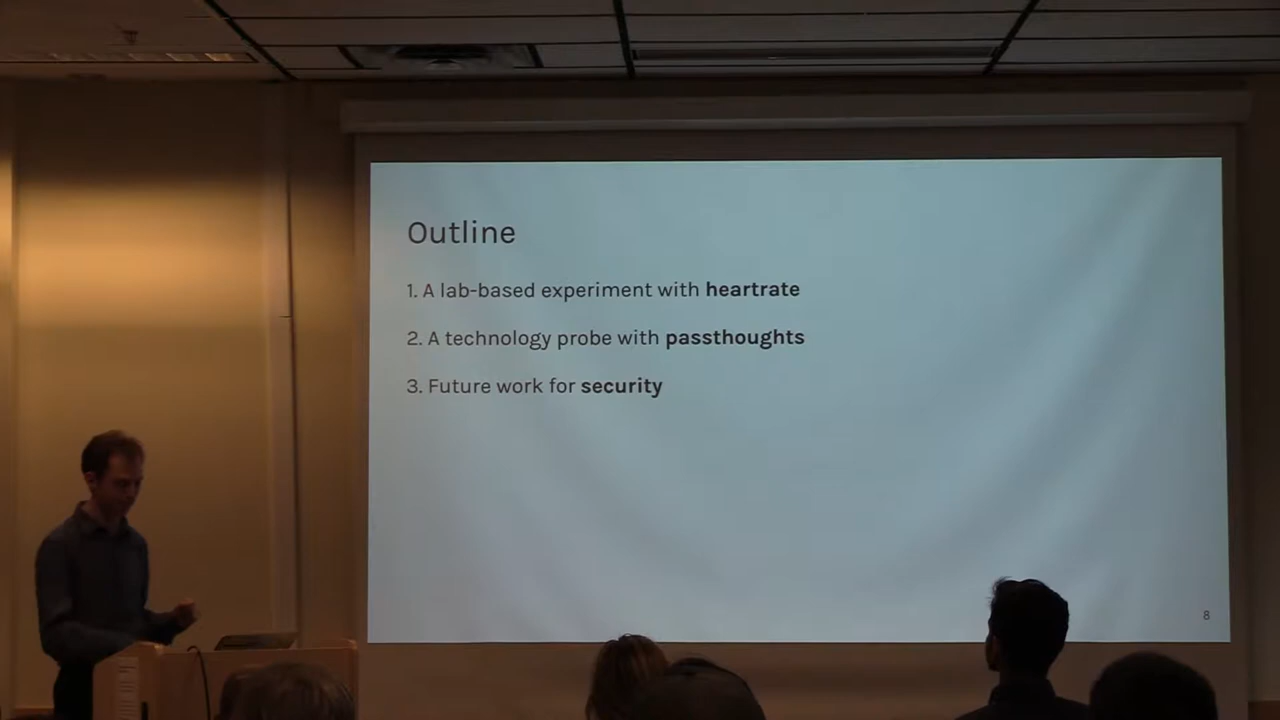 Outline
1. A lab-based experiment with heartrate
2. A technology probe with passthoughts
3. Future work for security
8